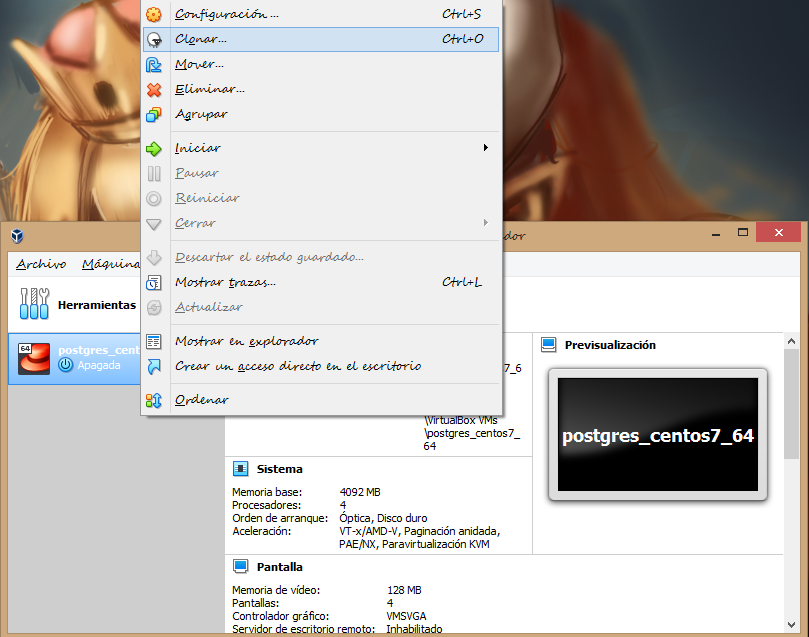 Configuración... Ctrl+S
Clonar... Ctrl+O
Mover...
Eliminar...
Agrupar
Iniciar
Pausar
Reiniciar
Cerrar
Descartar el estado guardado...
Mostrar trazas... Ctrl+L
Actualizar
Mostrar en explorador
Crear un acceso directo en el escritorio
Ordenar
dor
Archivo Máquina
Herramientas
64
postgres_cent
Apagada
7_6
\VirtualBox VMs
\postgres_centos7_
64
Sistema
Memoria base: 4092 MB
Procesadores: 4
Orden de arranque: Óptica, Disco duro
Aceleración: VT-x/AMD-V, Paginación anidada,
PAE/NX, Paravirtualización KVM
Pantalla
Memoria de vídeo: 128 MB
Pantallas: 4
Controlador gráfico: VMSVGA
Servidor de escritorio remoto: Inhabilitado
Previsualización
postgres_centos7_64